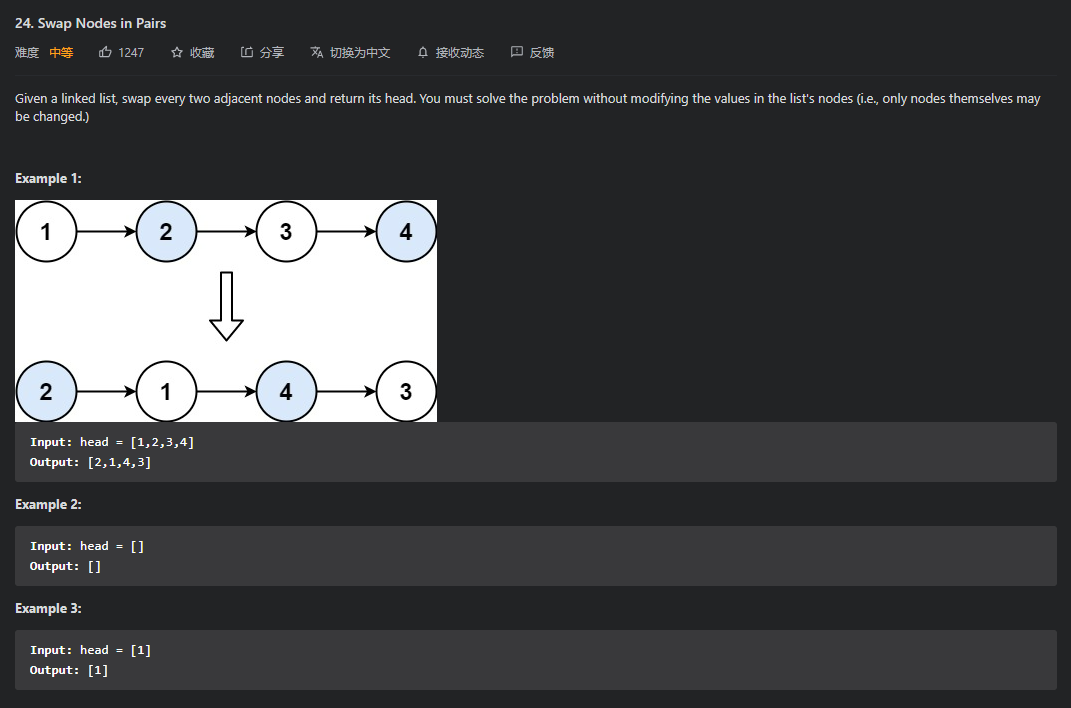 24. Swap Nodes in Pairs
难度 中等 1247 收藏 分享 切换为中文 接收动态 反馈
Given a linked list, swap every two adjacent nodes and return its head. You must solve the problem without modifying the values in the list's nodes (i.e., only nodes themselves may
be changed.)
Example 1:
1 2 3 4
2 1 4 3
Input: head = [1,2,3,4]
Output: [2,1,4,3]
Example 2:
Input: head = []
Output: []
Example 3:
Input: head = [1]
Output: [1]